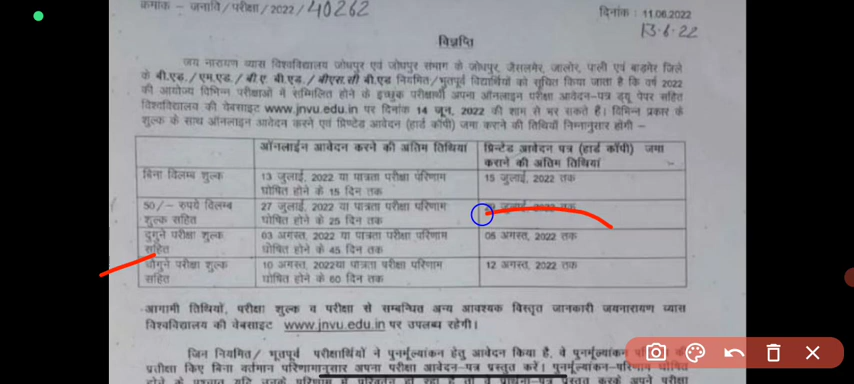 क्रमांक – जनावि/परीक्षा/2022/40262
दिनांक : 11.06.2022
13-6-22
विज्ञप्ति
जय नारायण व्यास विश्वविद्यालय जोधपुर एवं जोधपुर संभाग के जोधपुर, जैसलमेर, जालोर, पाली एवं बाड़मेर जिले
के बी.एड./एम.एड./बी.ए बी.एड./बीएस.सी बी.एड नियमित/भूतपूर्व विद्यार्थियों को सूचित किया जाता है कि वर्ष 2022
की आयोज्य विभिन्न परीक्षाओं में सम्मिलित होने के इच्छुक परीक्षार्थी अपना ऑनलाइन परीक्षा आवेदन-पत्र ड्यू पेपर सहित
विश्वविद्यालय की वेबसाइट www.jnvu.edu.in पर दिनांक 14 जून, 2022 की शाम से भर सकते हैं। विभिन्न प्रकार के
शुल्क के साथ ऑनलाइन आवेदन करने एवं प्रिण्टेड आवेदन (हार्ड कॉपी) जमा कराने की तिथियां निम्नानुसार होगी –
ऑनलाईन आवेदन करने की अंतिम तिथियां
प्रिन्टेड आवेदन पत्र (हार्ड कॉपी) जमा
कराने की अंतिम तिथियां
बिना विलम्ब शुल्क
13 जुलाई, 2022 या पात्रता परीक्षा परिणाम
घोषित होने के 15 दिन तक
15 जुलाई, 2022 तक
50/– रुपये विलम्ब
शुल्क सहित
27 जुलाई, 2022 या पात्रता परीक्षा परिणाम
घोषित होने के 25 दिन तक
जुलाई, 2022 तक
दुगुने परीक्षा शुल्क
सहित
03 अगस्त, 2022 या पात्रता परीक्षा परिणाम
घोषित होने के 45 दिन तक
05 अगस्त, 2022 तक
चौगुने परीक्षा शुल्क
सहित
10 अगस्त, 2022या पात्रता परीक्षा परिणाम
घोषित होने के 60 दिन तक
12 अगस्त, 2022 तक
आगामी तिथियों, परीक्षा शुल्क व परीक्षा से सम्बन्धित अन्य आवश्यक विस्तृत जानकारी जयनारायण व्यास
विश्वविद्यालय की वेबसाइट www.jnvu.edu.in पर उपलब्ध रहेगी।
जिन नियमित/ भूतपूर्व परीक्षार्थियों ने पुनर्मूल्यांकन हेतु आवेदन किया है, वे पुनर्मूल्यांकन
प्रतीक्षा किए बिना वर्तमान परिणामानुसार अपना परीक्षा आवेदन-पत्र प्रस्तुत करें। पुनर्मूल्यांकन-परिणाम